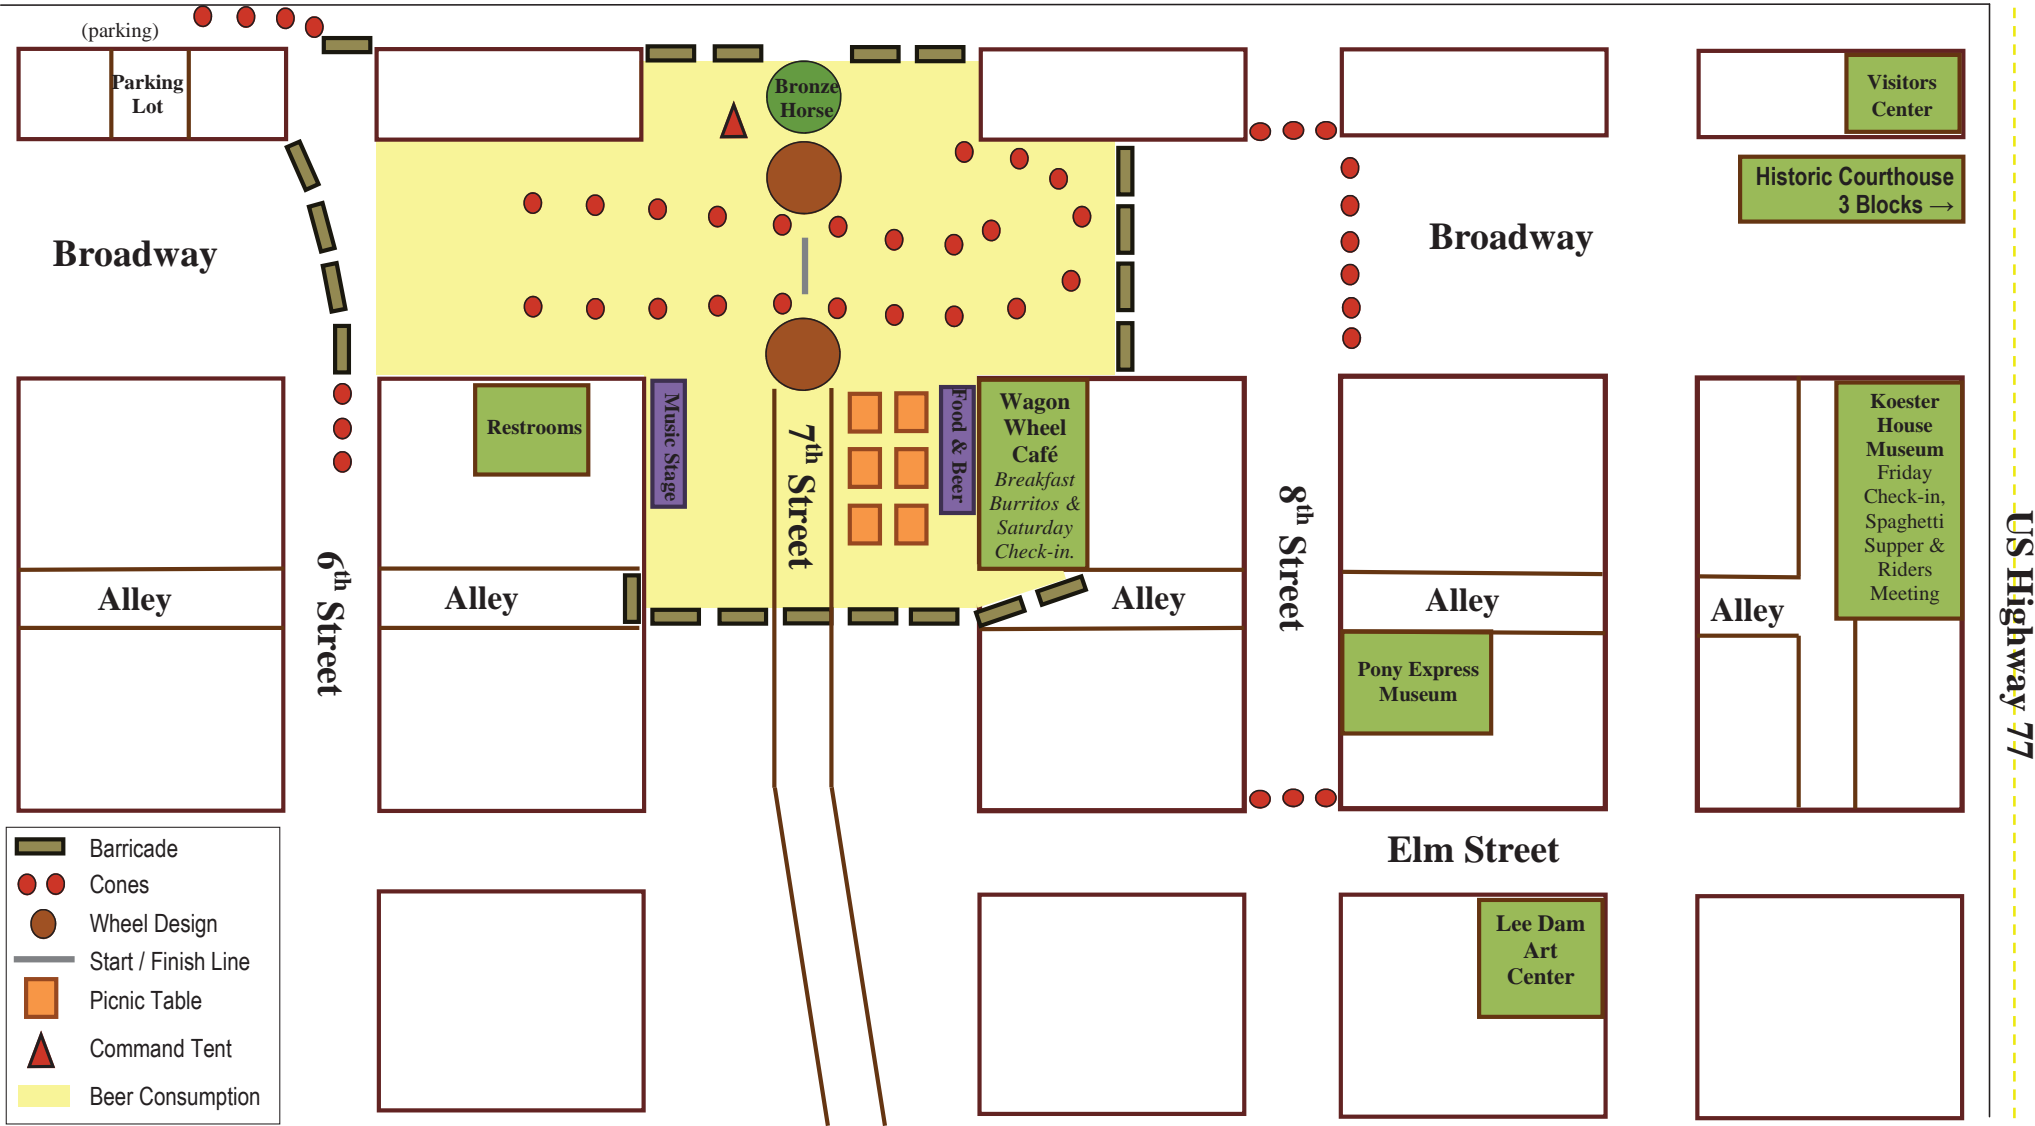 (parking)
Parking
Lot
Bronze
Horse
Visitors
Center
Historic Courthouse
3 Blocks →
Broadway
Broadway
Restrooms
Music Stage
7th Street
Food & Beer
Wagon
Wheel
Café
Breakfast
Burritos &
Saturday
Check-in.
Koester
House
Museum
Friday
Check-in,
Spaghetti
Supper &
Riders
Meeting
8th Street
US Highway 77
6th Street
Alley
Alley
Alley
Alley
Alley
Pony Express
Museum
Elm Street
Lee Dam
Art
Center
Barricade
Cones
Wheel Design
Start / Finish Line
Picnic Table
Command Tent
Beer Consumption